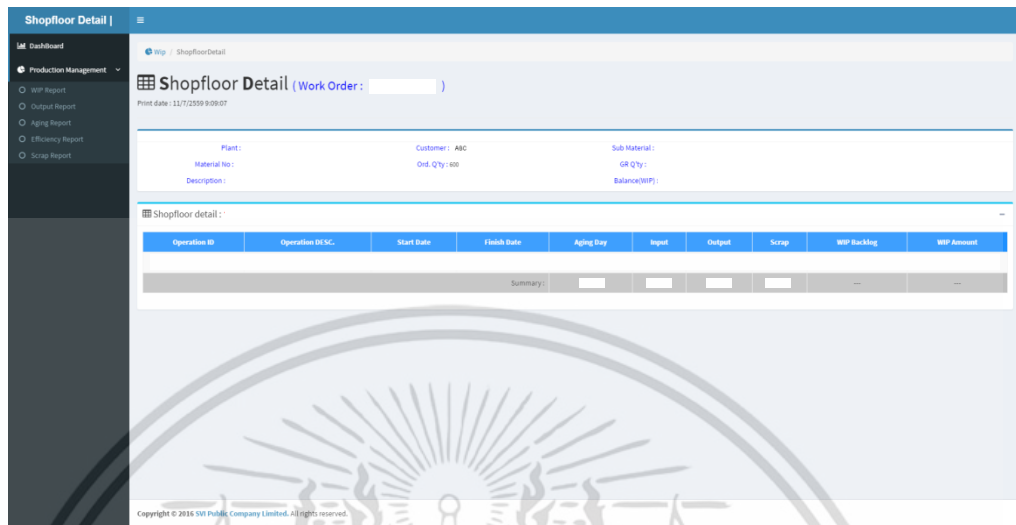 Shopfloor Detail |
DashBoard
Wip / ShopfloorDetail
Production Management
WIP Report
Output Report
Aging Report
Efficiency Report
Scrap Report
Shopfloor Detail ( Work Order : )
Print date : 11/7/2559 9:09:07
Plant : Customer : ABC Sub Material :
Material No : Ord. Q'ty : 600 GR Q'ty :
Description : Balance(WIP) :
Shopfloor detail :
Operation ID Operation DESC. Start Date Finish Date Aging Day Input Output Scrap WIP Backlog WIP Amount
Summary : --- ---
Copyright © 2016 SVI Public Company Limited. All rights reserved.